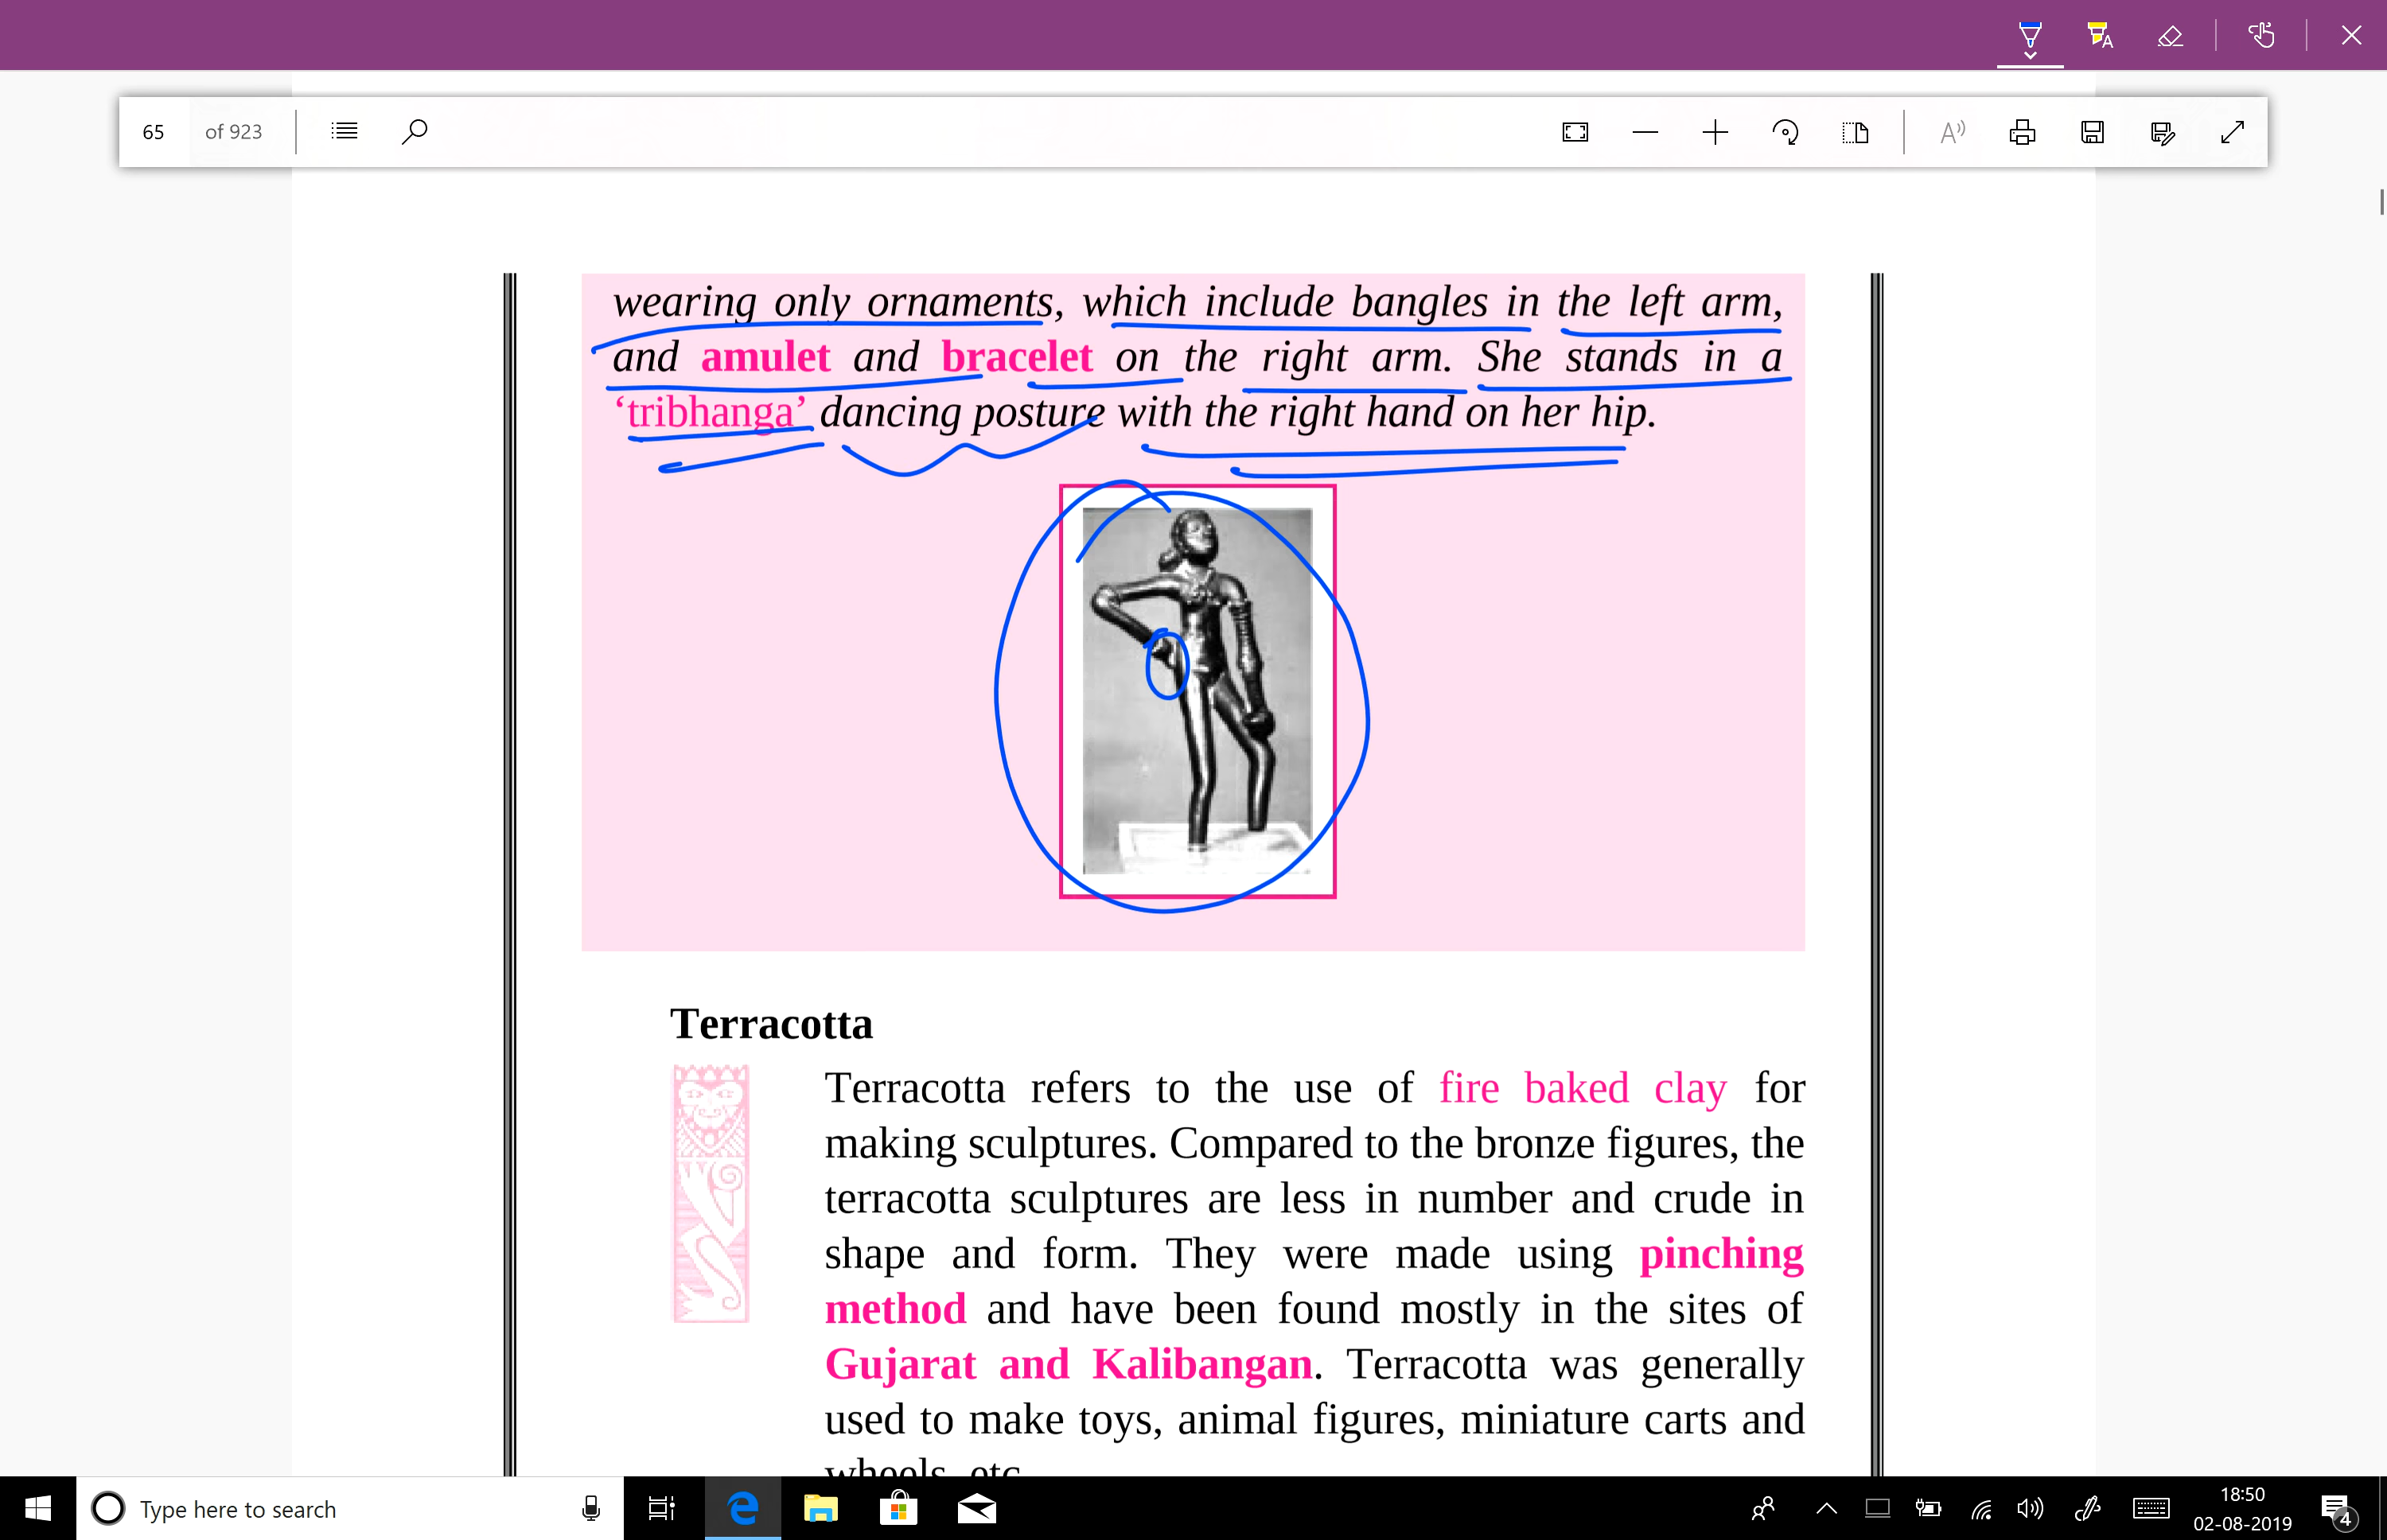 65 of 923
wearing only ornaments, which include bangles in the left arm,
and amulet and bracelet on the right arm. She stands in a
‘tribhanga’ dancing posture with the right hand on her hip.
Terracotta
Terracotta refers to the use of fire baked clay for
making sculptures. Compared to the bronze figures, the
terracotta sculptures are less in number and crude in
shape and form. They were made using pinching
method and have been found mostly in the sites of
Gujarat and Kalibangan. Terracotta was generally
used to make toys, animal figures, miniature carts and
wheels, etc
Type here to search
18:50
02-08-2019
4